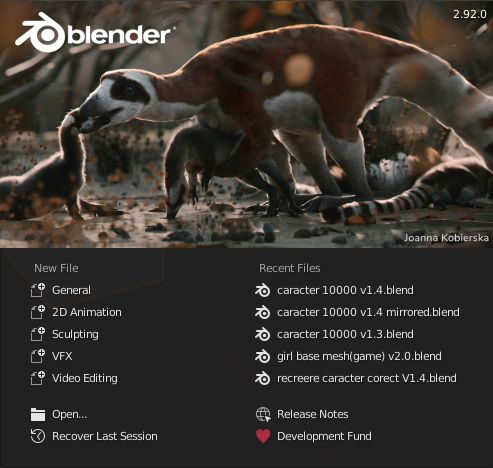 blender
2.92.0
Joanna Kobierska
New File
General
2D Animation
Sculpting
VFX
Video Editing
Open...
Recover Last Session
Recent Files
caracter 10000 v1.4.blend
caracter 10000 v1.4 mirrored.blend
caracter 10000 v1.3.blend
girl base mesh(game) v2.0.blend
recreere caracter corect V1.4.blend
Release Notes
Development Fund